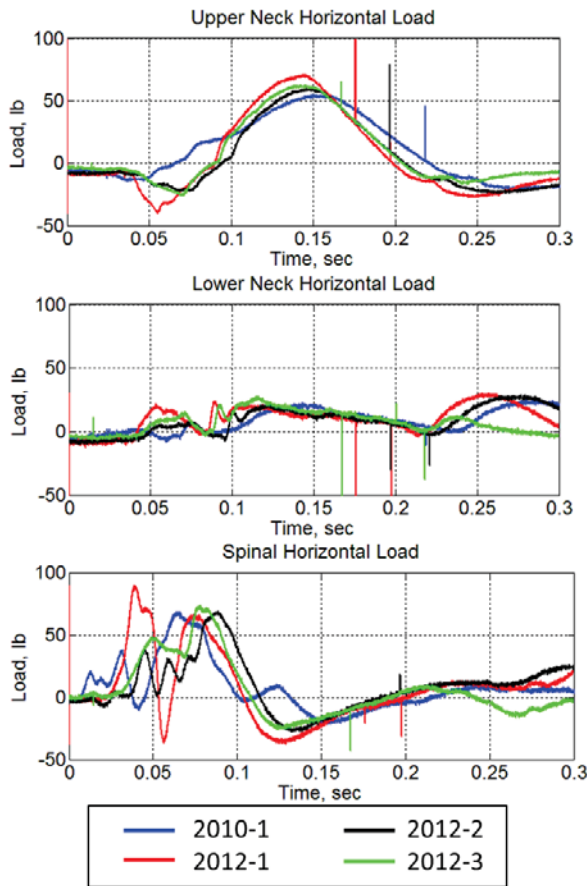 Upper Neck Horizontal Load
100
50
0
-50
Load, lb
0 0.05 0.1 0.15 0.2 0.25 0.3
Time, sec
Lower Neck Horizontal Load
100
50
0
-50
Load, lb
0 0.05 0.1 0.15 0.2 0.25 0.3
Time, sec
Spinal Horizontal Load
100
50
0
-50
Load, lb
0 0.05 0.1 0.15 0.2 0.25 0.3
Time, sec
2010-1 2012-2
2012-1 2012-3